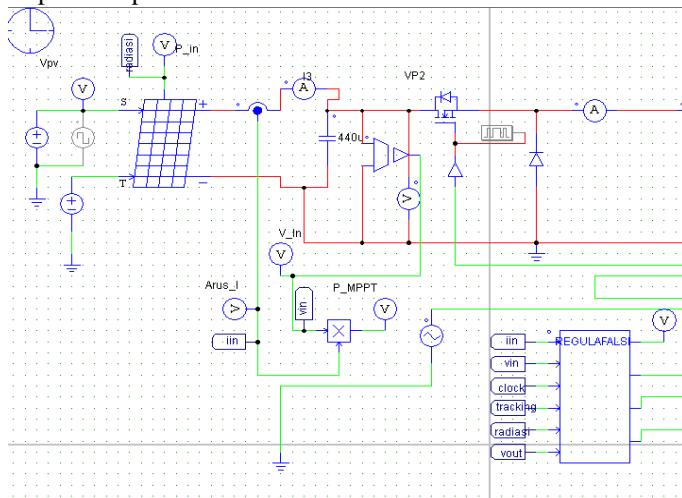 Vpv
radiasi
V
P_in
V
S
+
T
−
I3
A
440u
VP2
A
V
V_in
V
Arus_I
V
iin
vin
P_MPPT
V
REGULAFALSI
V
iin
vin
clock
tracking
radiasi
vout